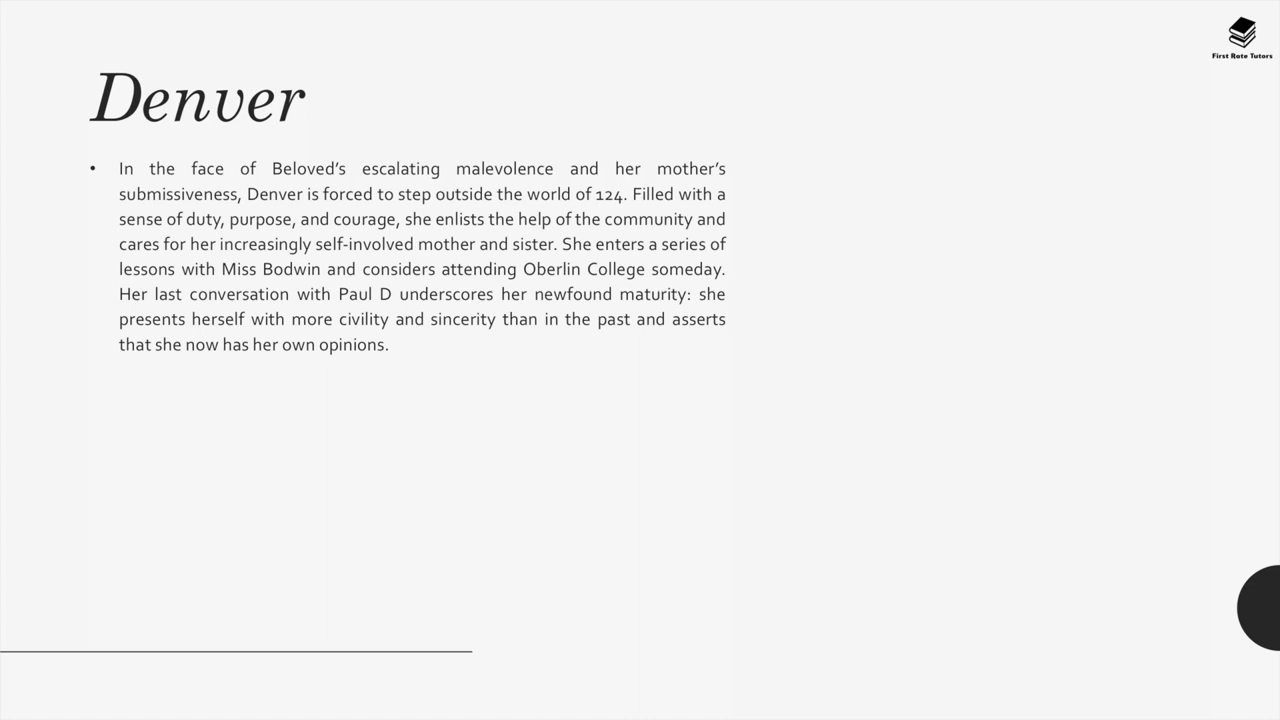 First Rate Tutors
Denver
• In the face of Beloved’s escalating malevolence and her mother’s
submissiveness, Denver is forced to step outside the world of 124. Filled with a
sense of duty, purpose, and courage, she enlists the help of the community and
cares for her increasingly self-involved mother and sister. She enters a series of
lessons with Miss Bodwin and considers attending Oberlin College someday.
Her last conversation with Paul D underscores her newfound maturity: she
presents herself with more civility and sincerity than in the past and asserts
that she now has her own opinions.